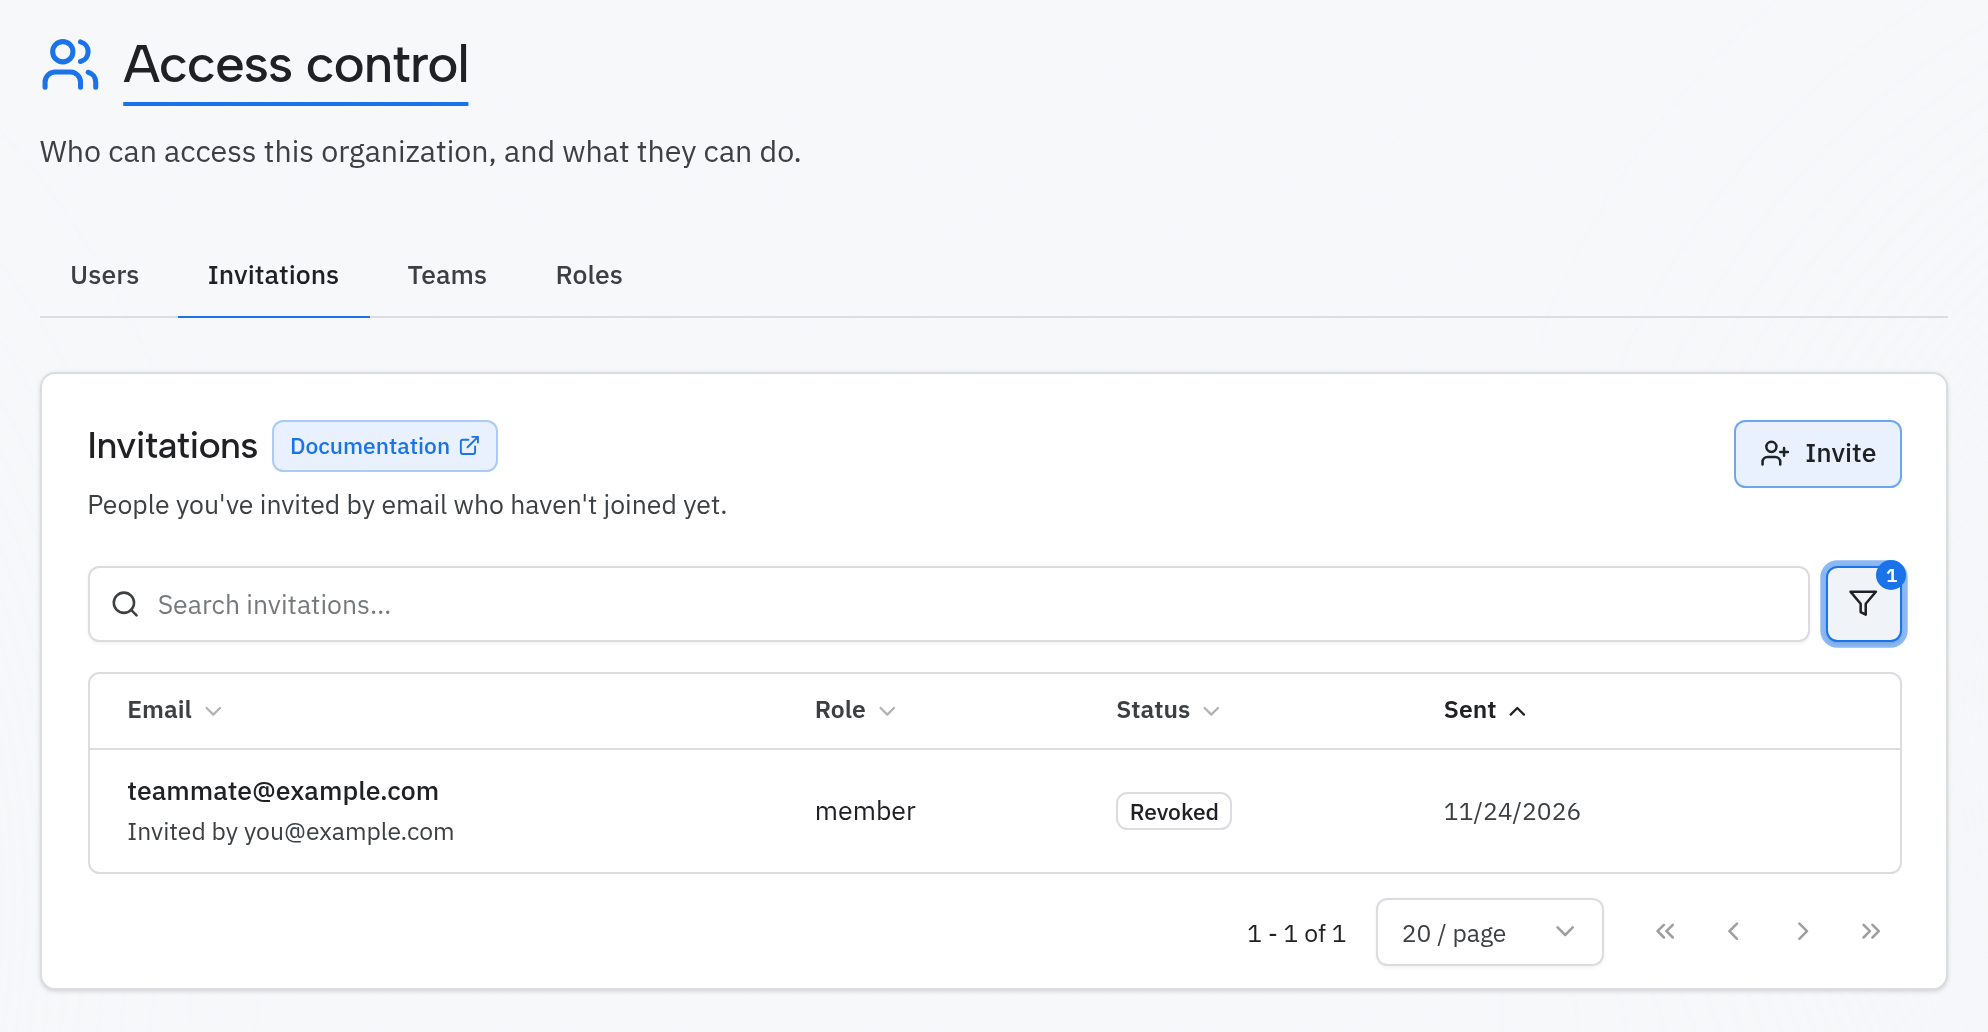 Access control
Who can access this organization, and what they can do.
Users Invitations Teams Roles
Invitations Documentation
Invite
People you've invited by email who haven't joined yet.
Search invitations...
1
Email Role Status Sent
teammate@example.com
Invited by you@example.com
member Revoked 11/24/2026
1 - 1 of 1 20 / page